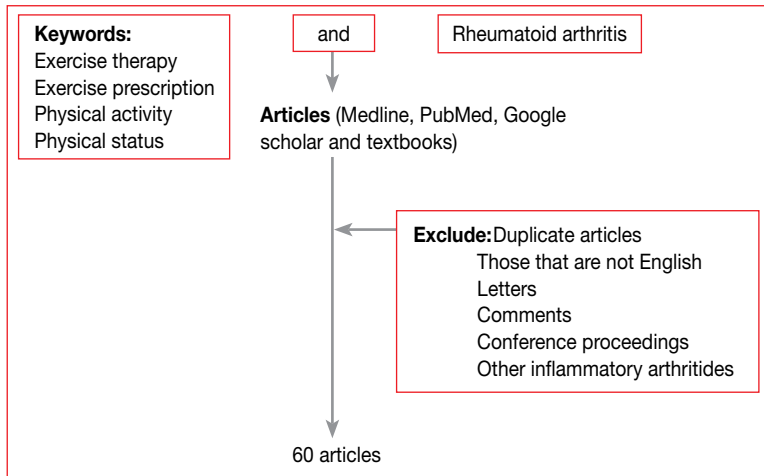 Keywords:
Exercise therapy
Exercise prescription
Physical activity
Physical status
and
Rheumatoid arthritis
Articles (Medline, PubMed, Google
scholar and textbooks)
Exclude:Duplicate articles
Those that are not English
Letters
Comments
Conference proceedings
Other inflammatory arthritides
60 articles